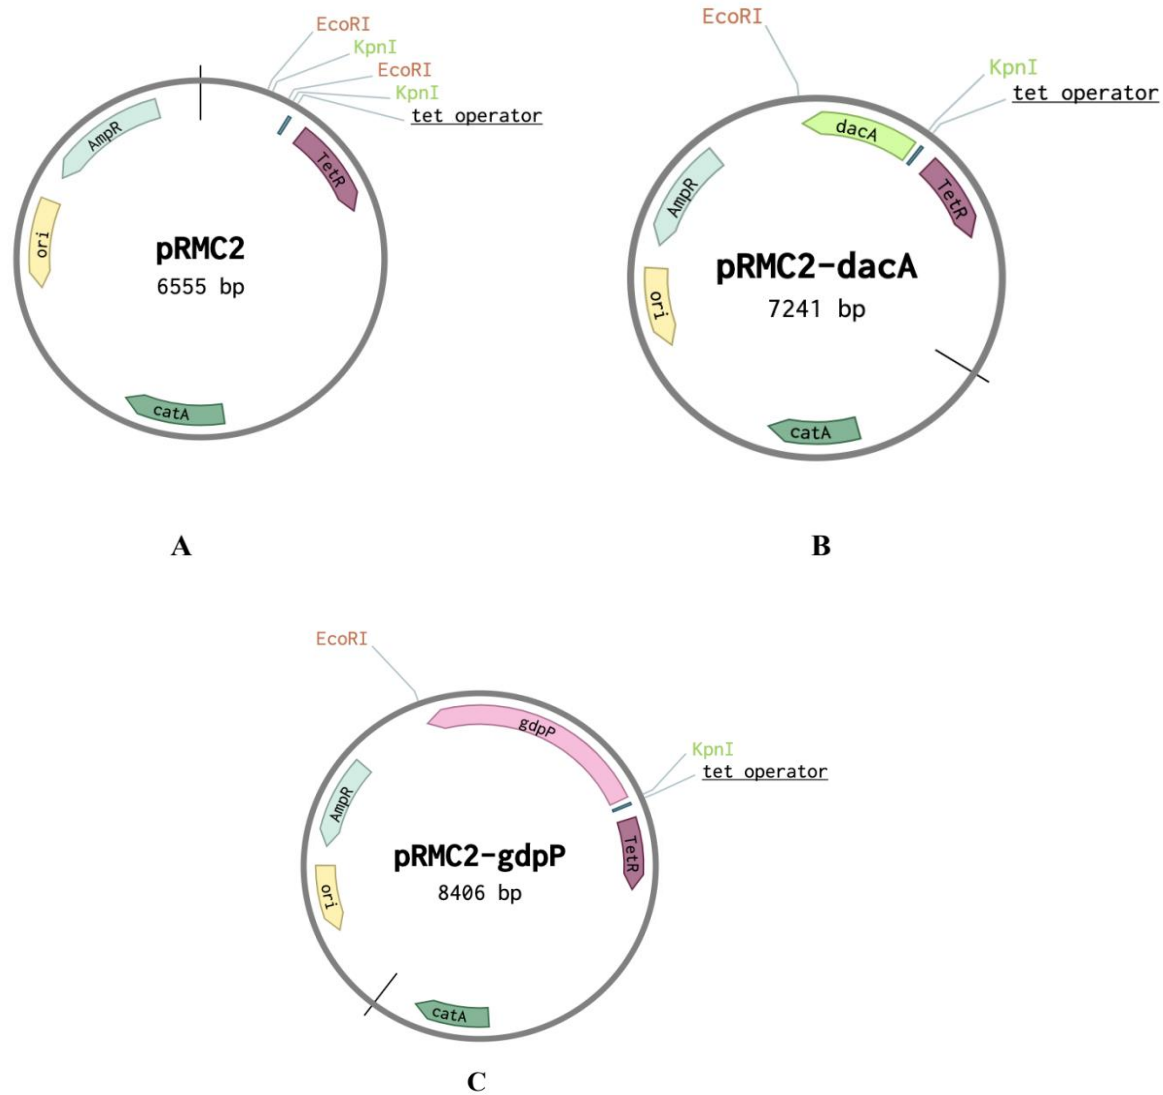 EcoRI
KpnI
EcoRI
KpnI
tet operator
AmpR
TetR
ori
pRMC2
6555 bp
catA
A
EcoRI
KpnI
tet operator
dacA
AmpR
TetR
ori
pRMC2-dacA
7241 bp
catA
B
EcoRI
KpnI
tet operator
gdpP
AmpR
TetR
ori
pRMC2-gdpP
8406 bp
catA
C